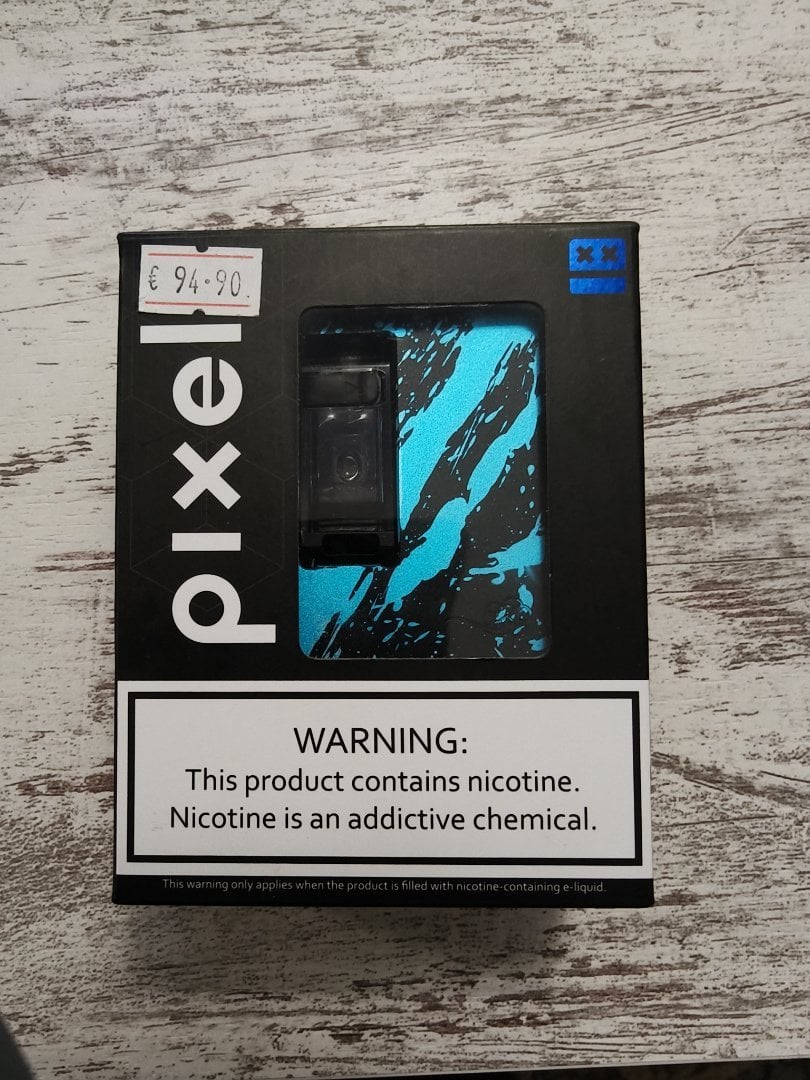 € 94.90
pixel
WARNING:
This product contains nicotine.
Nicotine is an addictive chemical.
This warning only applies when the product is filled with nicotine-containing e-liquid.